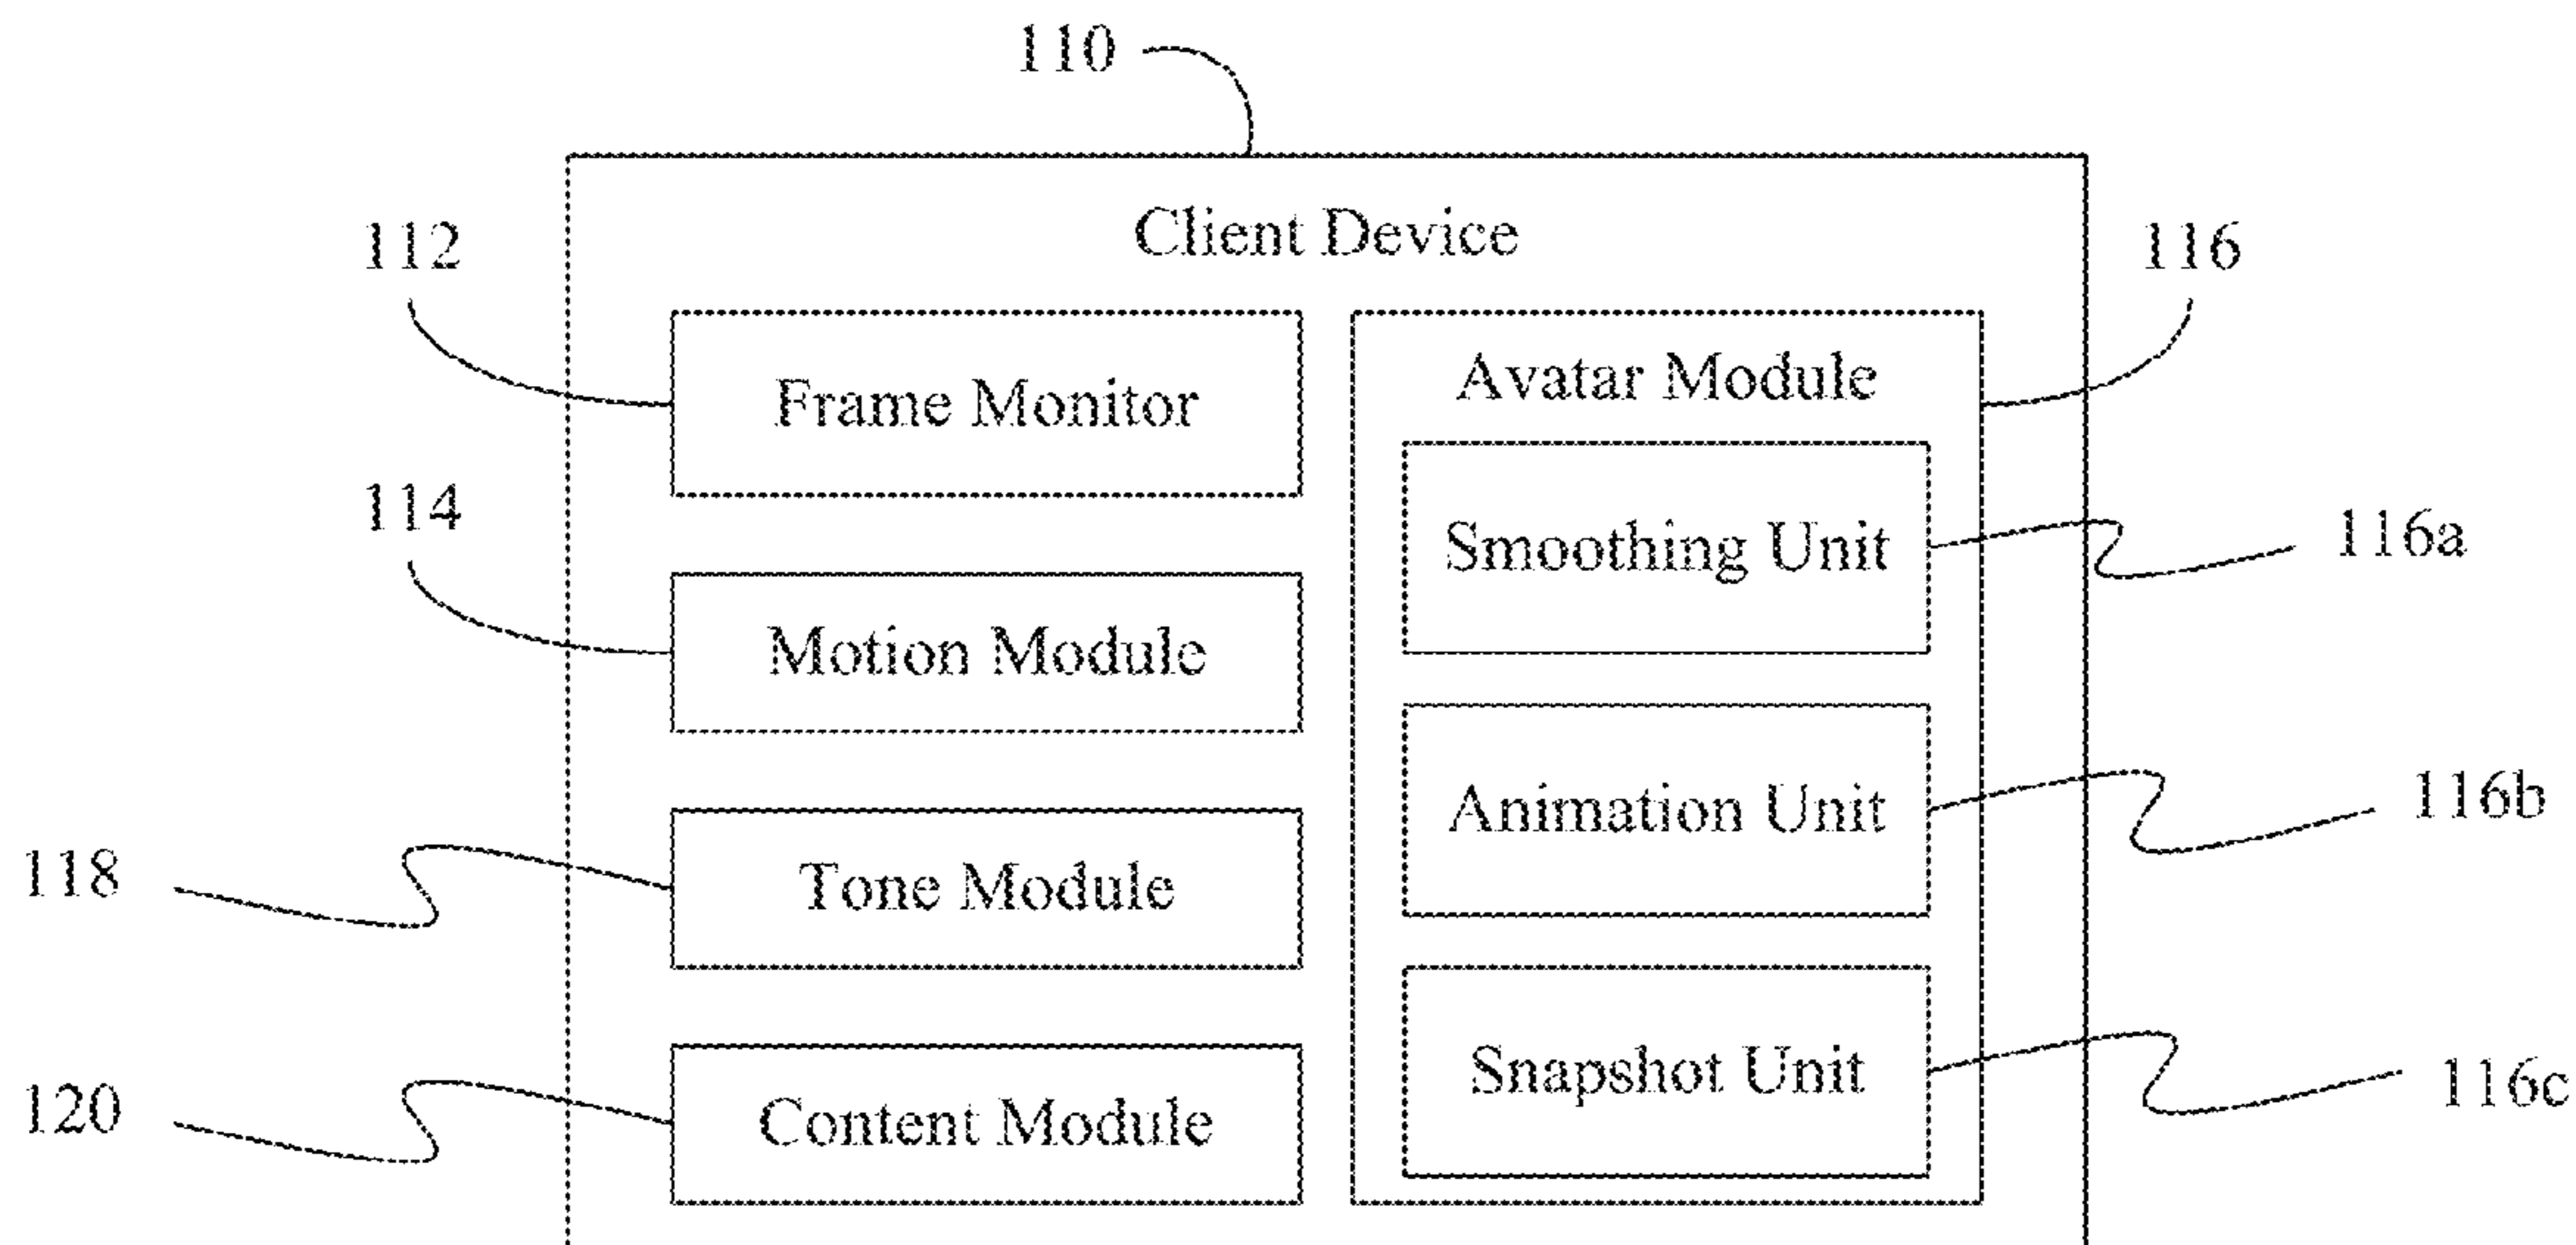 110
Client Device
112
116
Frame Monitor
Avatar Module
114
Smoothing Unit
116a
Motion Module
Animation Unit
116b
118
Tone Module
Snapshot Unit
116c
120
Content Module